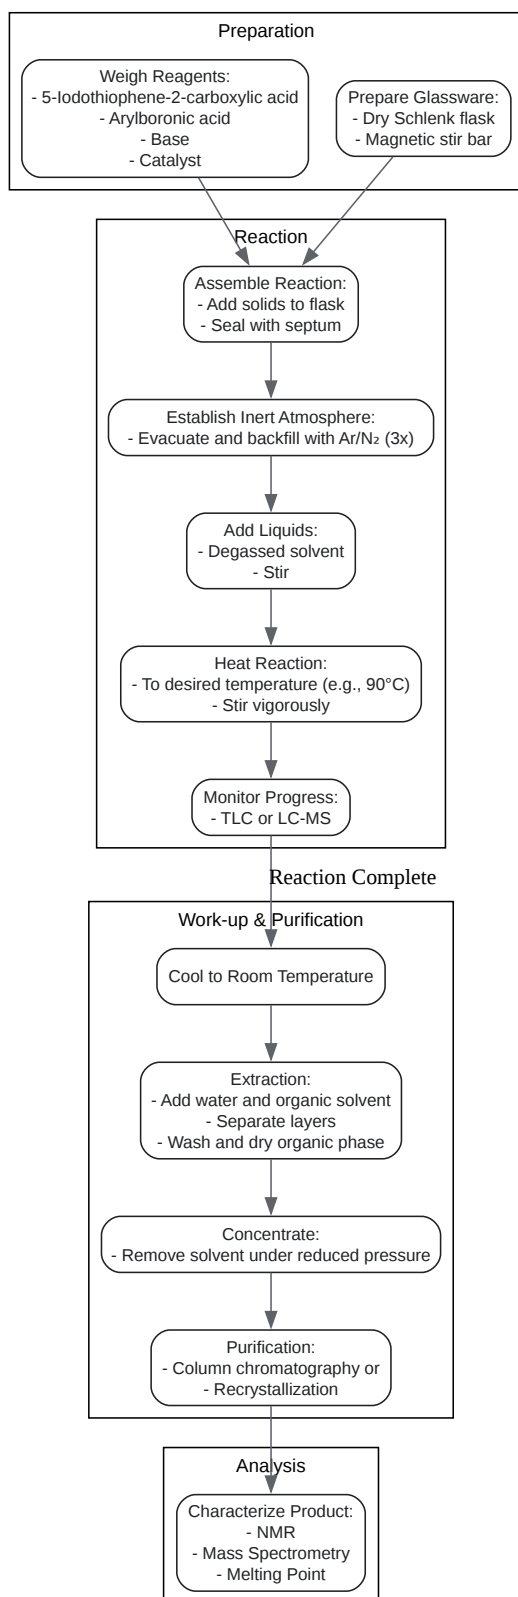 Preparation
Weigh Reagents:
- 5-Iodothiophene-2-carboxylic acid
- Arylboronic acid
- Base
- Catalyst
Prepare Glassware:
- Dry Schlenk flask
- Magnetic stir bar
Reaction
Assemble Reaction:
- Add solids to flask
- Seal with septum
Establish Inert Atmosphere:
- Evacuate and backfill with Ar/N₂ (3x)
Add Liquids:
- Degassed solvent
- Stir
Heat Reaction:
- To desired temperature (e.g., 90°C)
- Stir vigorously
Monitor Progress:
- TLC or LC-MS
Reaction Complete
Work-up & Purification
Cool to Room Temperature
Extraction:
- Add water and organic solvent
- Separate layers
- Wash and dry organic phase
Concentrate:
- Remove solvent under reduced pressure
Purification:
- Column chromatography or
- Recrystallization
Analysis
Characterize Product:
- NMR
- Mass Spectrometry
- Melting Point